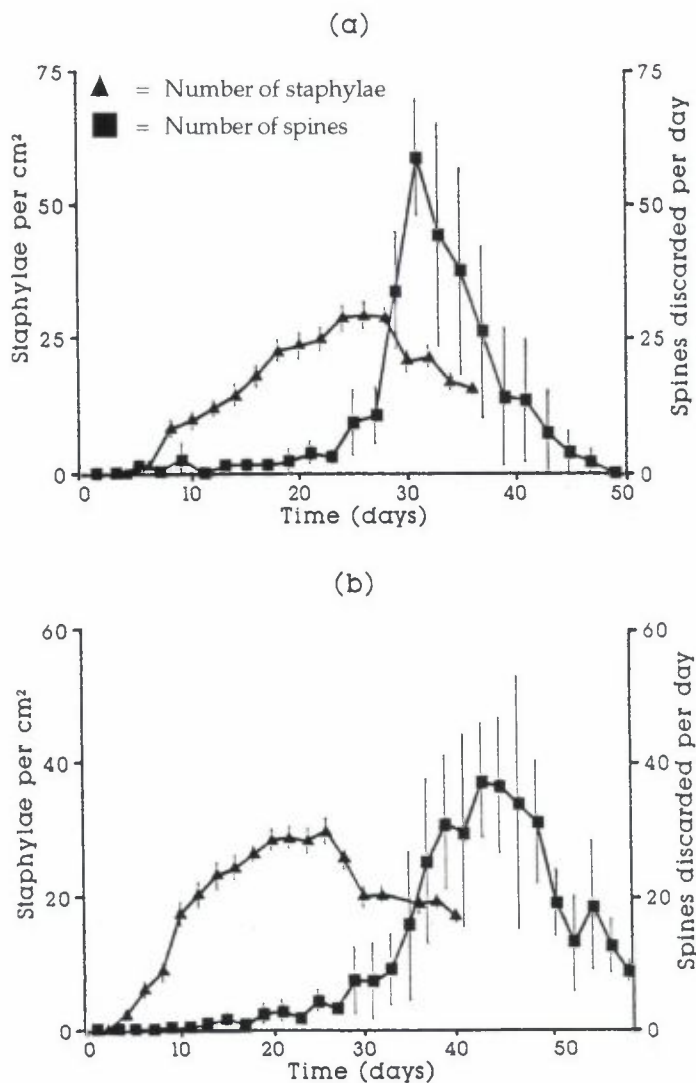 (a)
75
50
25
0
Staphylae per cm²
▲ = Number of staphylae
■ = Number of spines
75
50
25
0
Spines discarded per day
0 10 20 30 40 50
Time (days)
(b)
60
40
20
0
Staphylae per cm²
60
40
20
0
Spines discarded per day
0 10 20 30 40 50
Time (days)